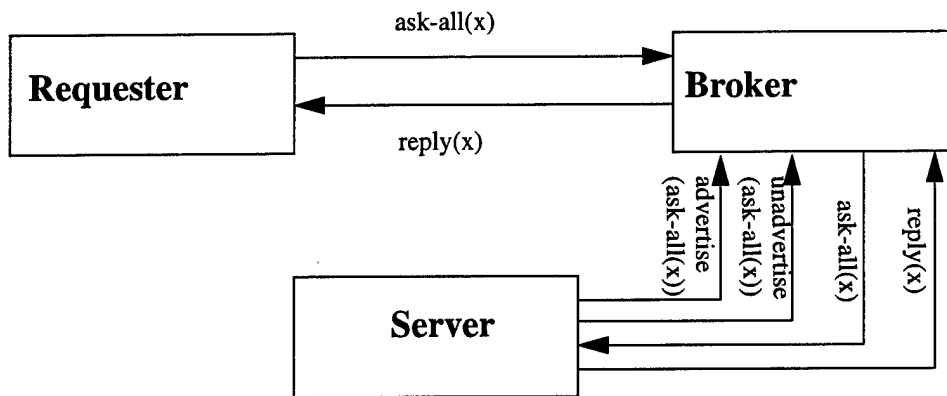 ask-all(x)
Requester
Broker
reply(x)
advertise
(ask-all(x))
unadvertise
(ask-all(x))
ask-all(x)
reply(x)
Server